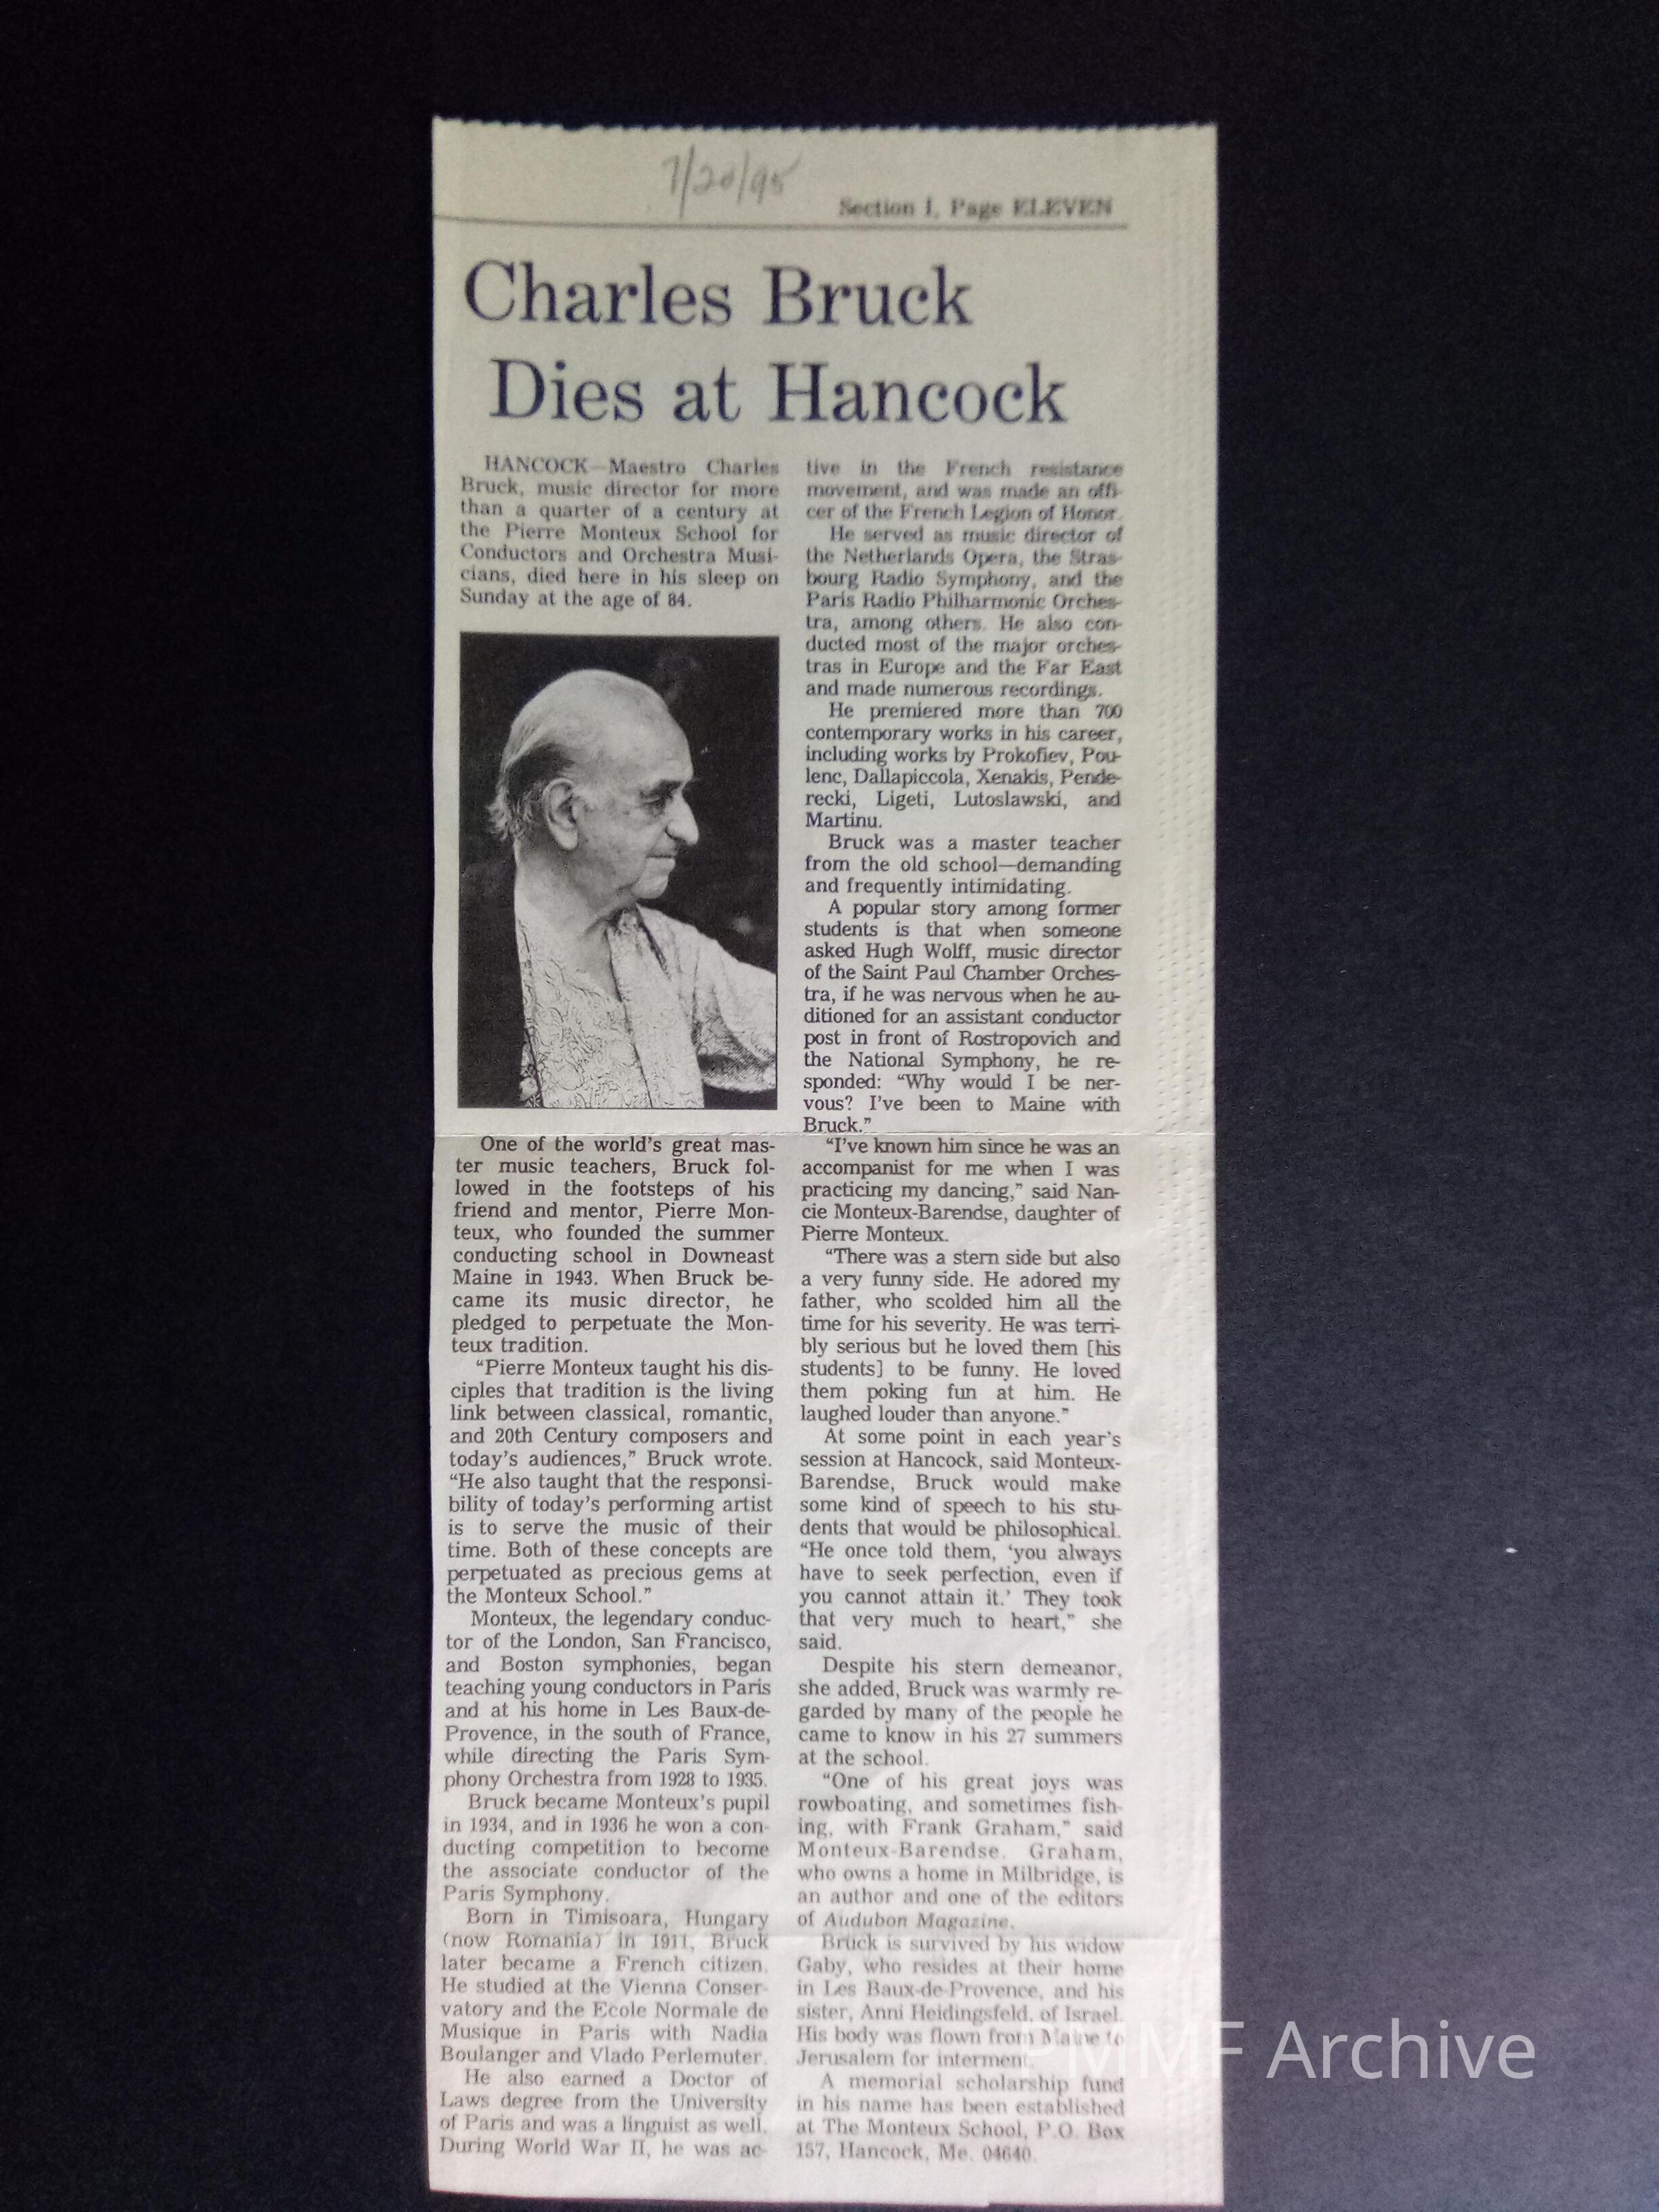 7/20/95
Section I, Page ELEVEN
Charles Bruck
Dies at Hancock
HANCOCK—Maestro Charles
Bruck, music director for more
than a quarter of a century at
the Pierre Monteux School for
Conductors and Orchestra Musi-
cians, died here in his sleep on
Sunday at the age of 84.
One of the world's great mas-
ter music teachers, Bruck fol-
lowed in the footsteps of his
friend and mentor, Pierre Mon-
teux, who founded the summer
conducting school in Downeast
Maine in 1943. When Bruck be-
came its music director, he
pledged to perpetuate the Mon-
teux tradition.
"Pierre Monteux taught his dis-
ciples that tradition is the living
link between classical, romantic,
and 20th Century composers and
today's audiences," Bruck wrote.
"He also taught that the responsi-
bility of today's performing artist
is to serve the music of their
time. Both of these concepts are
perpetuated as precious gems at
the Monteux School."
Monteux, the legendary conduc-
tor of the London, San Francisco,
and Boston symphonies, began
teaching young conductors in Paris
and at his home in Les Baux-de-
Provence, in the south of France,
while directing the Paris Sym-
phony Orchestra from 1928 to 1935.
Bruck became Monteux's pupil
in 1934, and in 1936 he won a con-
ducting competition to become
the associate conductor of the
Paris Symphony.
Born in Timisoara, Hungary
(now Romania) in 1911, Bruck
later became a French citizen.
He studied at the Vienna Conser-
vatory and the Ecole Normale de
Musique in Paris with Nadia
Boulanger and Vlado Perlemuter.
He also earned a Doctor of
Laws degree from the University
of Paris and was a linguist as well.
During World War II, he was ac-
tive in the French resistance
movement, and was made an offi-
cer of the French Legion of Honor.
He served as music director of
the Netherlands Opera, the Stras-
bourg Radio Symphony, and the
Paris Radio Philharmonic Orches-
tra, among others. He also con-
ducted most of the major orches-
tras in Europe and the Far East
and made numerous recordings.
He premiered more than 700
contemporary works in his career,
including works by Prokofiev, Pou-
lenc, Dallapiccola, Xenakis, Pende-
recki, Ligeti, Lutoslawski, and
Martinu.
Bruck was a master teacher
from the old school—demanding
and frequently intimidating.
A popular story among former
students is that when someone
asked Hugh Wolff, music director
of the Saint Paul Chamber Orches-
tra, if he was nervous when he au-
ditioned for an assistant conductor
post in front of Rostropovich and
the National Symphony, he re-
sponded: "Why would I be ner-
vous? I've been to Maine with
Bruck."
"I've known him since he was an
accompanist for me when I was
practicing my dancing," said Nan-
cie Monteux-Barendse, daughter of
Pierre Monteux.
"There was a stern side but also
a very funny side. He adored my
father, who scolded him all the
time for his severity. He was terri-
bly serious but he loved them [his
students] to be funny. He loved
them poking fun at him. He
laughed louder than anyone."
At some point in each year's
session at Hancock, said Monteux-
Barendse, Bruck would make
some kind of speech to his stu-
dents that would be philosophical.
"He once told them, 'you always
have to seek perfection, even if
you cannot attain it.' They took
that very much to heart," she
said.
Despite his stern demeanor,
she added, Bruck was warmly re-
garded by many of the people he
came to know in his 27 summers
at the school.
"One of his great joys was
rowboating, and sometimes fish-
ing, with Frank Graham," said
Monteux-Barendse. Graham,
who owns a home in Milbridge, is
an author and one of the editors
of Audubon Magazine.
Bruck is survived by his widow
Gaby, who resides at their home
in Les Baux-de-Provence, and his
sister, Anni Heidingsfeld, of Israel.
His body was flown from Maine to
Jerusalem for interment.
A memorial scholarship fund
in his name has been established
at The Monteux School, P.O. Box
157, Hancock, Me. 04640.
PMMF Archive